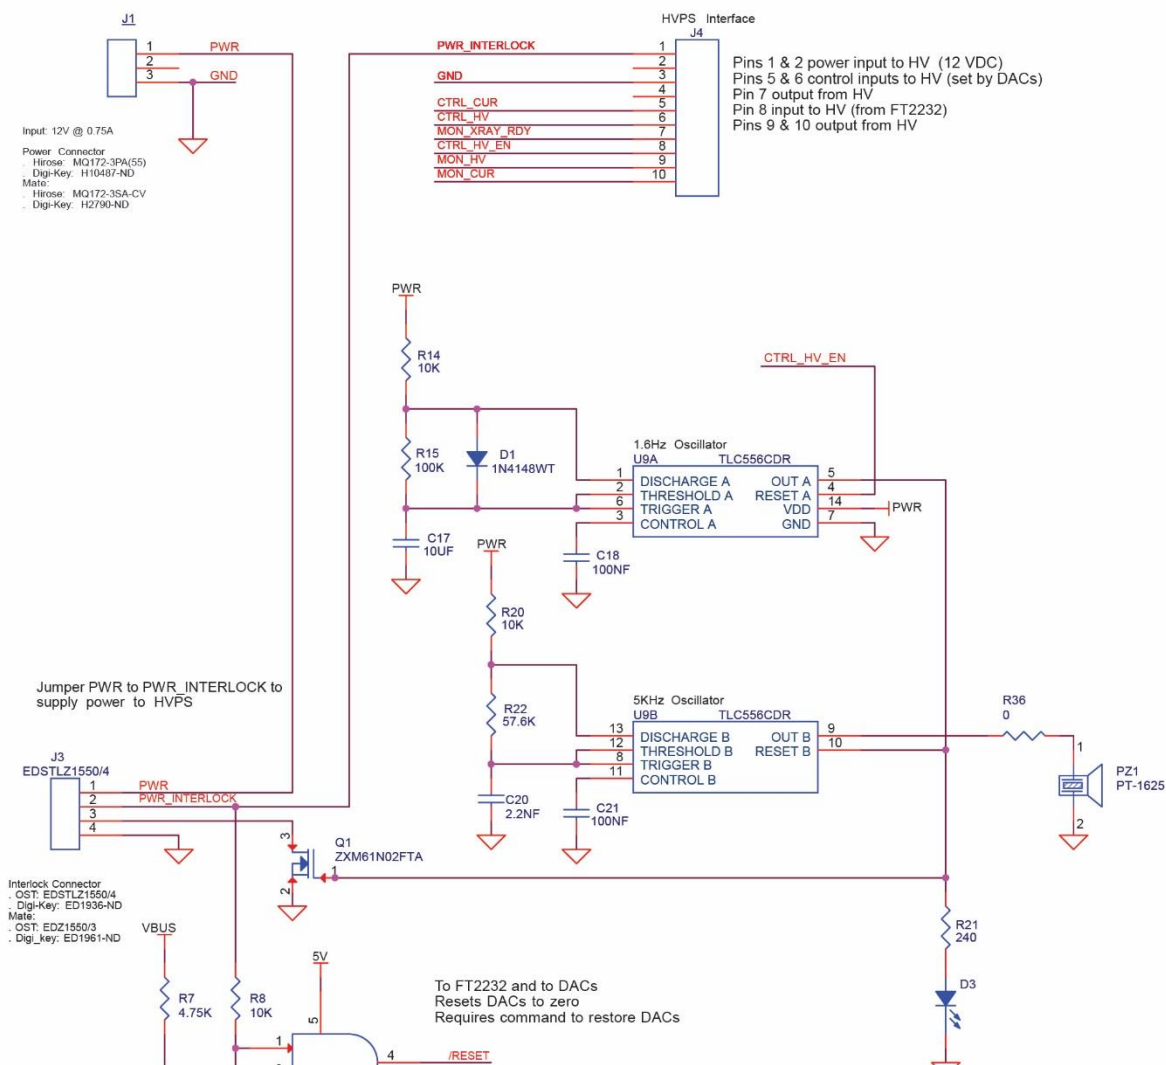 J1
1
PWR
2
3
GND
Input: 12V @ 0.75A
Power Connector
. Hirose: MQ172-3PA(55)
. Digi-Key: H10487-ND
Mate:
. Hirose: MQ172-3SA-CV
. Digi-Key: H2790-ND
HVPS Interface
J4
PWR_INTERLOCK
1
2
GND
3
4
CTRL_CUR
5
CTRL_HV
6
MON_XRAY_RDY
7
CTRL_HV_EN
8
MON_HV
9
MON_CUR
10
Pins 1 & 2 power input to HV (12 VDC)
Pins 5 & 6 control inputs to HV (set by DACs)
Pin 7 output from HV
Pin 8 input to HV (from FT2232)
Pins 9 & 10 output from HV
PWR
R14
10K
CTRL_HV_EN
R15
100K
D1
1N4148WT
1.6Hz Oscillator
U9A
TLC556CDR
1
DISCHARGE A
OUT A
5
2
THRESHOLD A
RESET A
4
6
TRIGGER A
VDD
14
PWR
3
CONTROL A
GND
7
C17
10UF
C18
100NF
PWR
R20
10K
Jumper PWR to PWR_INTERLOCK to
supply power to HVPS
R22
57.6K
5KHz Oscillator
U9B
TLC556CDR
13
DISCHARGE B
OUT B
9
12
THRESHOLD B
RESET B
10
8
TRIGGER B
11
CONTROL B
R36
0
1
PZ1
PT-1625
2
C20
2.2NF
C21
100NF
J3
EDSTLZ1550/4
1
PWR
2
PWR_INTERLOCK
3
4
3
Q1
ZXM61N02FTA
1
2
Interlock Connector
. OST: EDSTLZ1550/4
. Digi-Key: ED1936-ND
Mate:
. OST: EDZ1550/3
. Digi_key: ED1961-ND
VBUS
R7
4.75K
R8
10K
5V
5
To FT2232 and to DACs
Resets DACs to zero
Requires command to restore DACs
1
4
/RESET
R21
240
D3